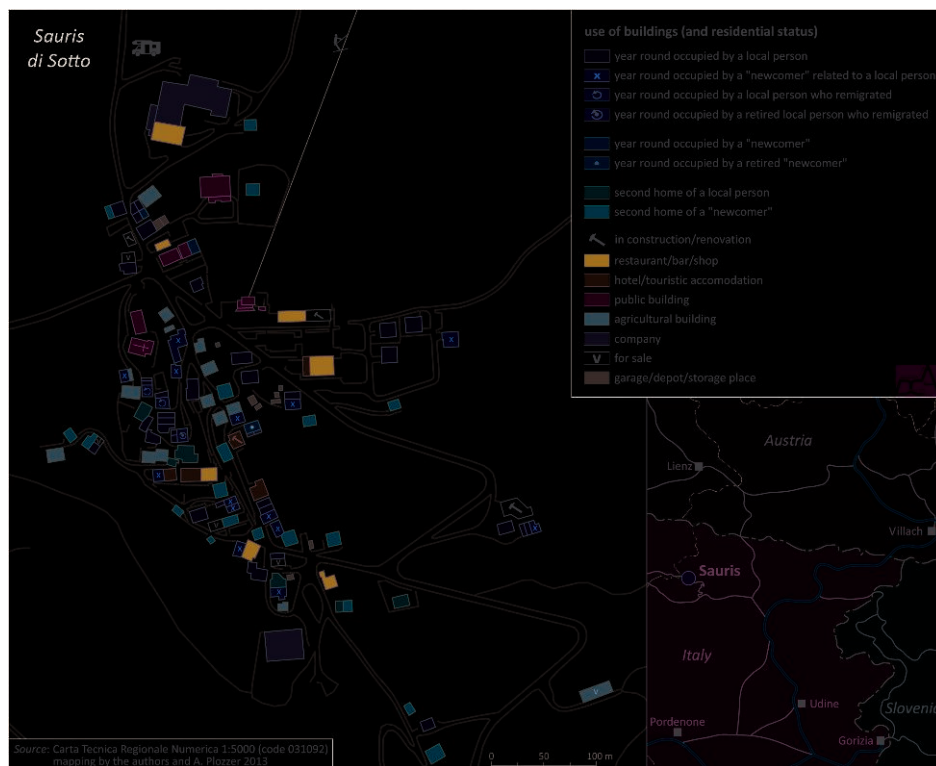 Sauris
di Sotto
use of buildings (and residential status)
year round occupied by a local person
year round occupied by a "newcomer" related to a local person
year round occupied by a local person who remigrated
year round occupied by a retired local person who remigrated
year round occupied by a "newcomer"
year round occupied by a retired "newcomer"
second home of a local person
second home of a "newcomer"
in construction/renovation
restaurant/bar/shop
hotel/touristic accomodation
public building
agricultural building
company
V for sale
garage/depot/storage place
Austria
Lienz
Villach
Sauris
Italy
Udine
Slovenia
Pordenone
Gorizia
Source: Carta Tecnica Regionale Numerica 1:5000 (code 031092)
mapping by the authors and A. Plozzer 2013
0 50 100 m